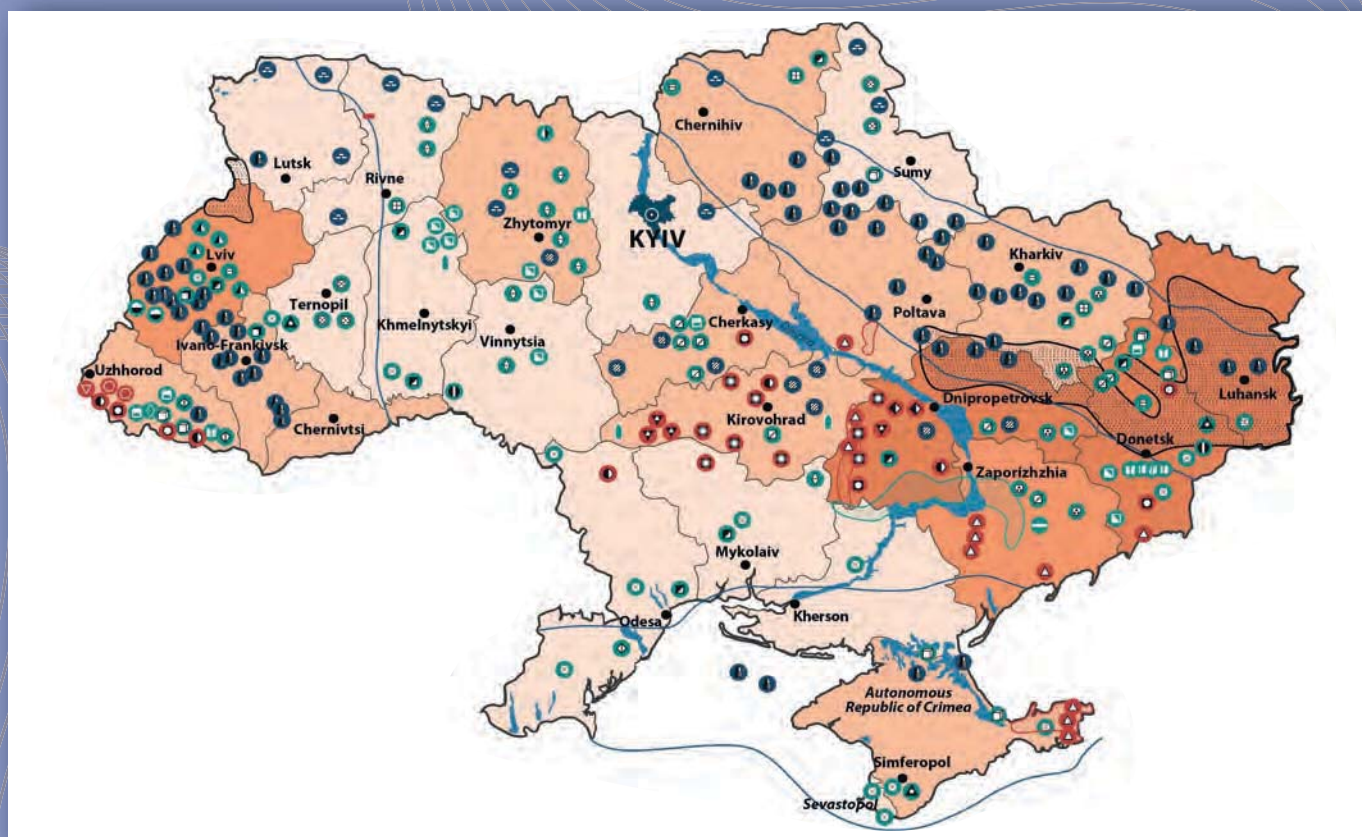 Chernihiv
Sumy
Lutsk
Rivne
Zhytomyr
KYIV
Kharkiv
Lviv
Ternopil
Khmelnytskyi
Vinnytsia
Cherkasy
Poltava
Ivano-Frankivsk
Uzhhorod
Chernivtsi
Kirovohrad
Dnipropetrovsk
Luhansk
Donetsk
Zaporizhzhia
Mykolaiv
Odesa
Kherson
Autonomous
Republic of Crimea
Simferopol
Sevastopol